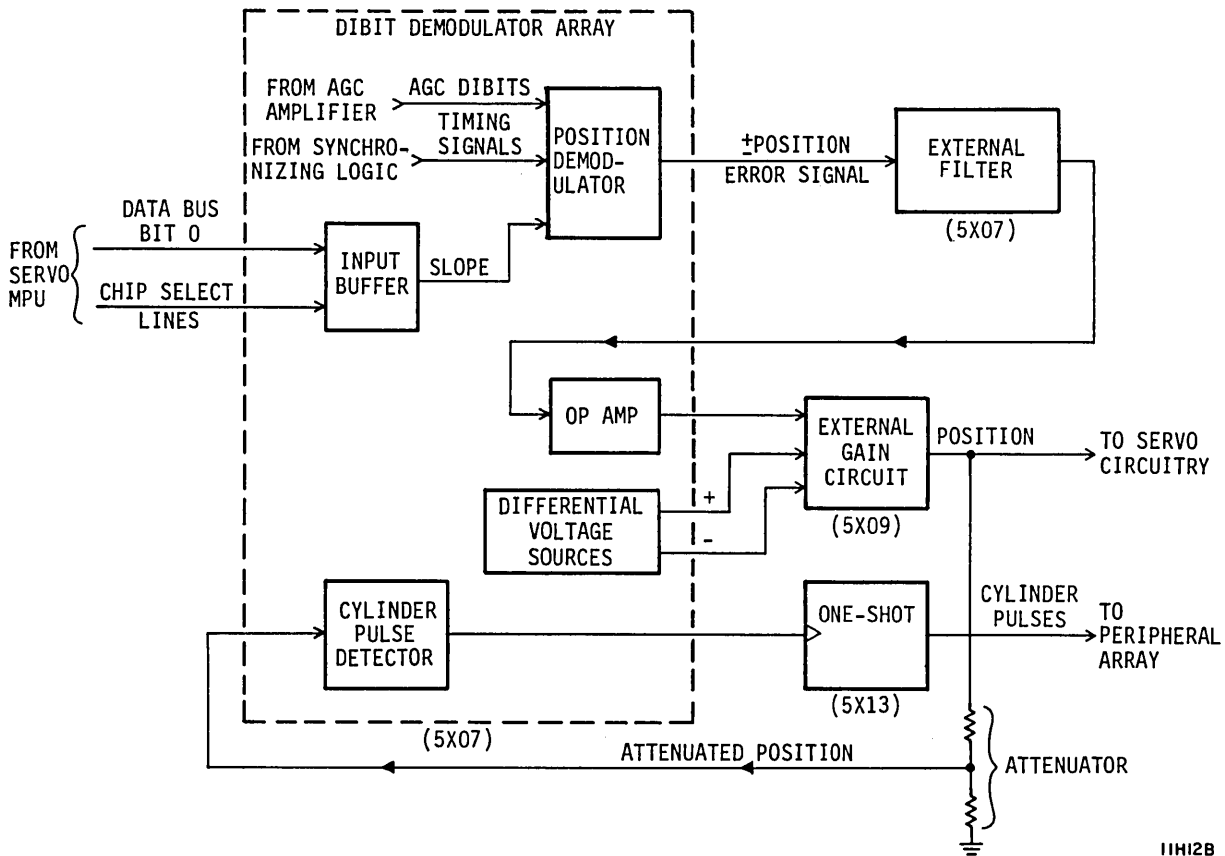 DIBIT DEMODULATOR ARRAY
FROM AGC
AMPLIFIER
AGC DIBITS
FROM SYNCHRO-
NIZING LOGIC
TIMING
SIGNALS
POSITION
DEMOD-
ULATOR
±POSITION
ERROR SIGNAL
EXTERNAL
FILTER
(5X07)
FROM
SERVO
MPU
DATA BUS
BIT 0
CHIP SELECT
LINES
INPUT
BUFFER
SLOPE
OP AMP
EXTERNAL
GAIN
CIRCUIT
(5X09)
POSITION
TO SERVO
CIRCUITRY
DIFFERENTIAL
VOLTAGE
SOURCES
+
-
CYLINDER
PULSE
DETECTOR
ONE-SHOT
(5X13)
CYLINDER
PULSES
TO
PERIPHERAL
ARRAY
(5X07)
ATTENUATED POSITION
ATTENUATOR
11H12B